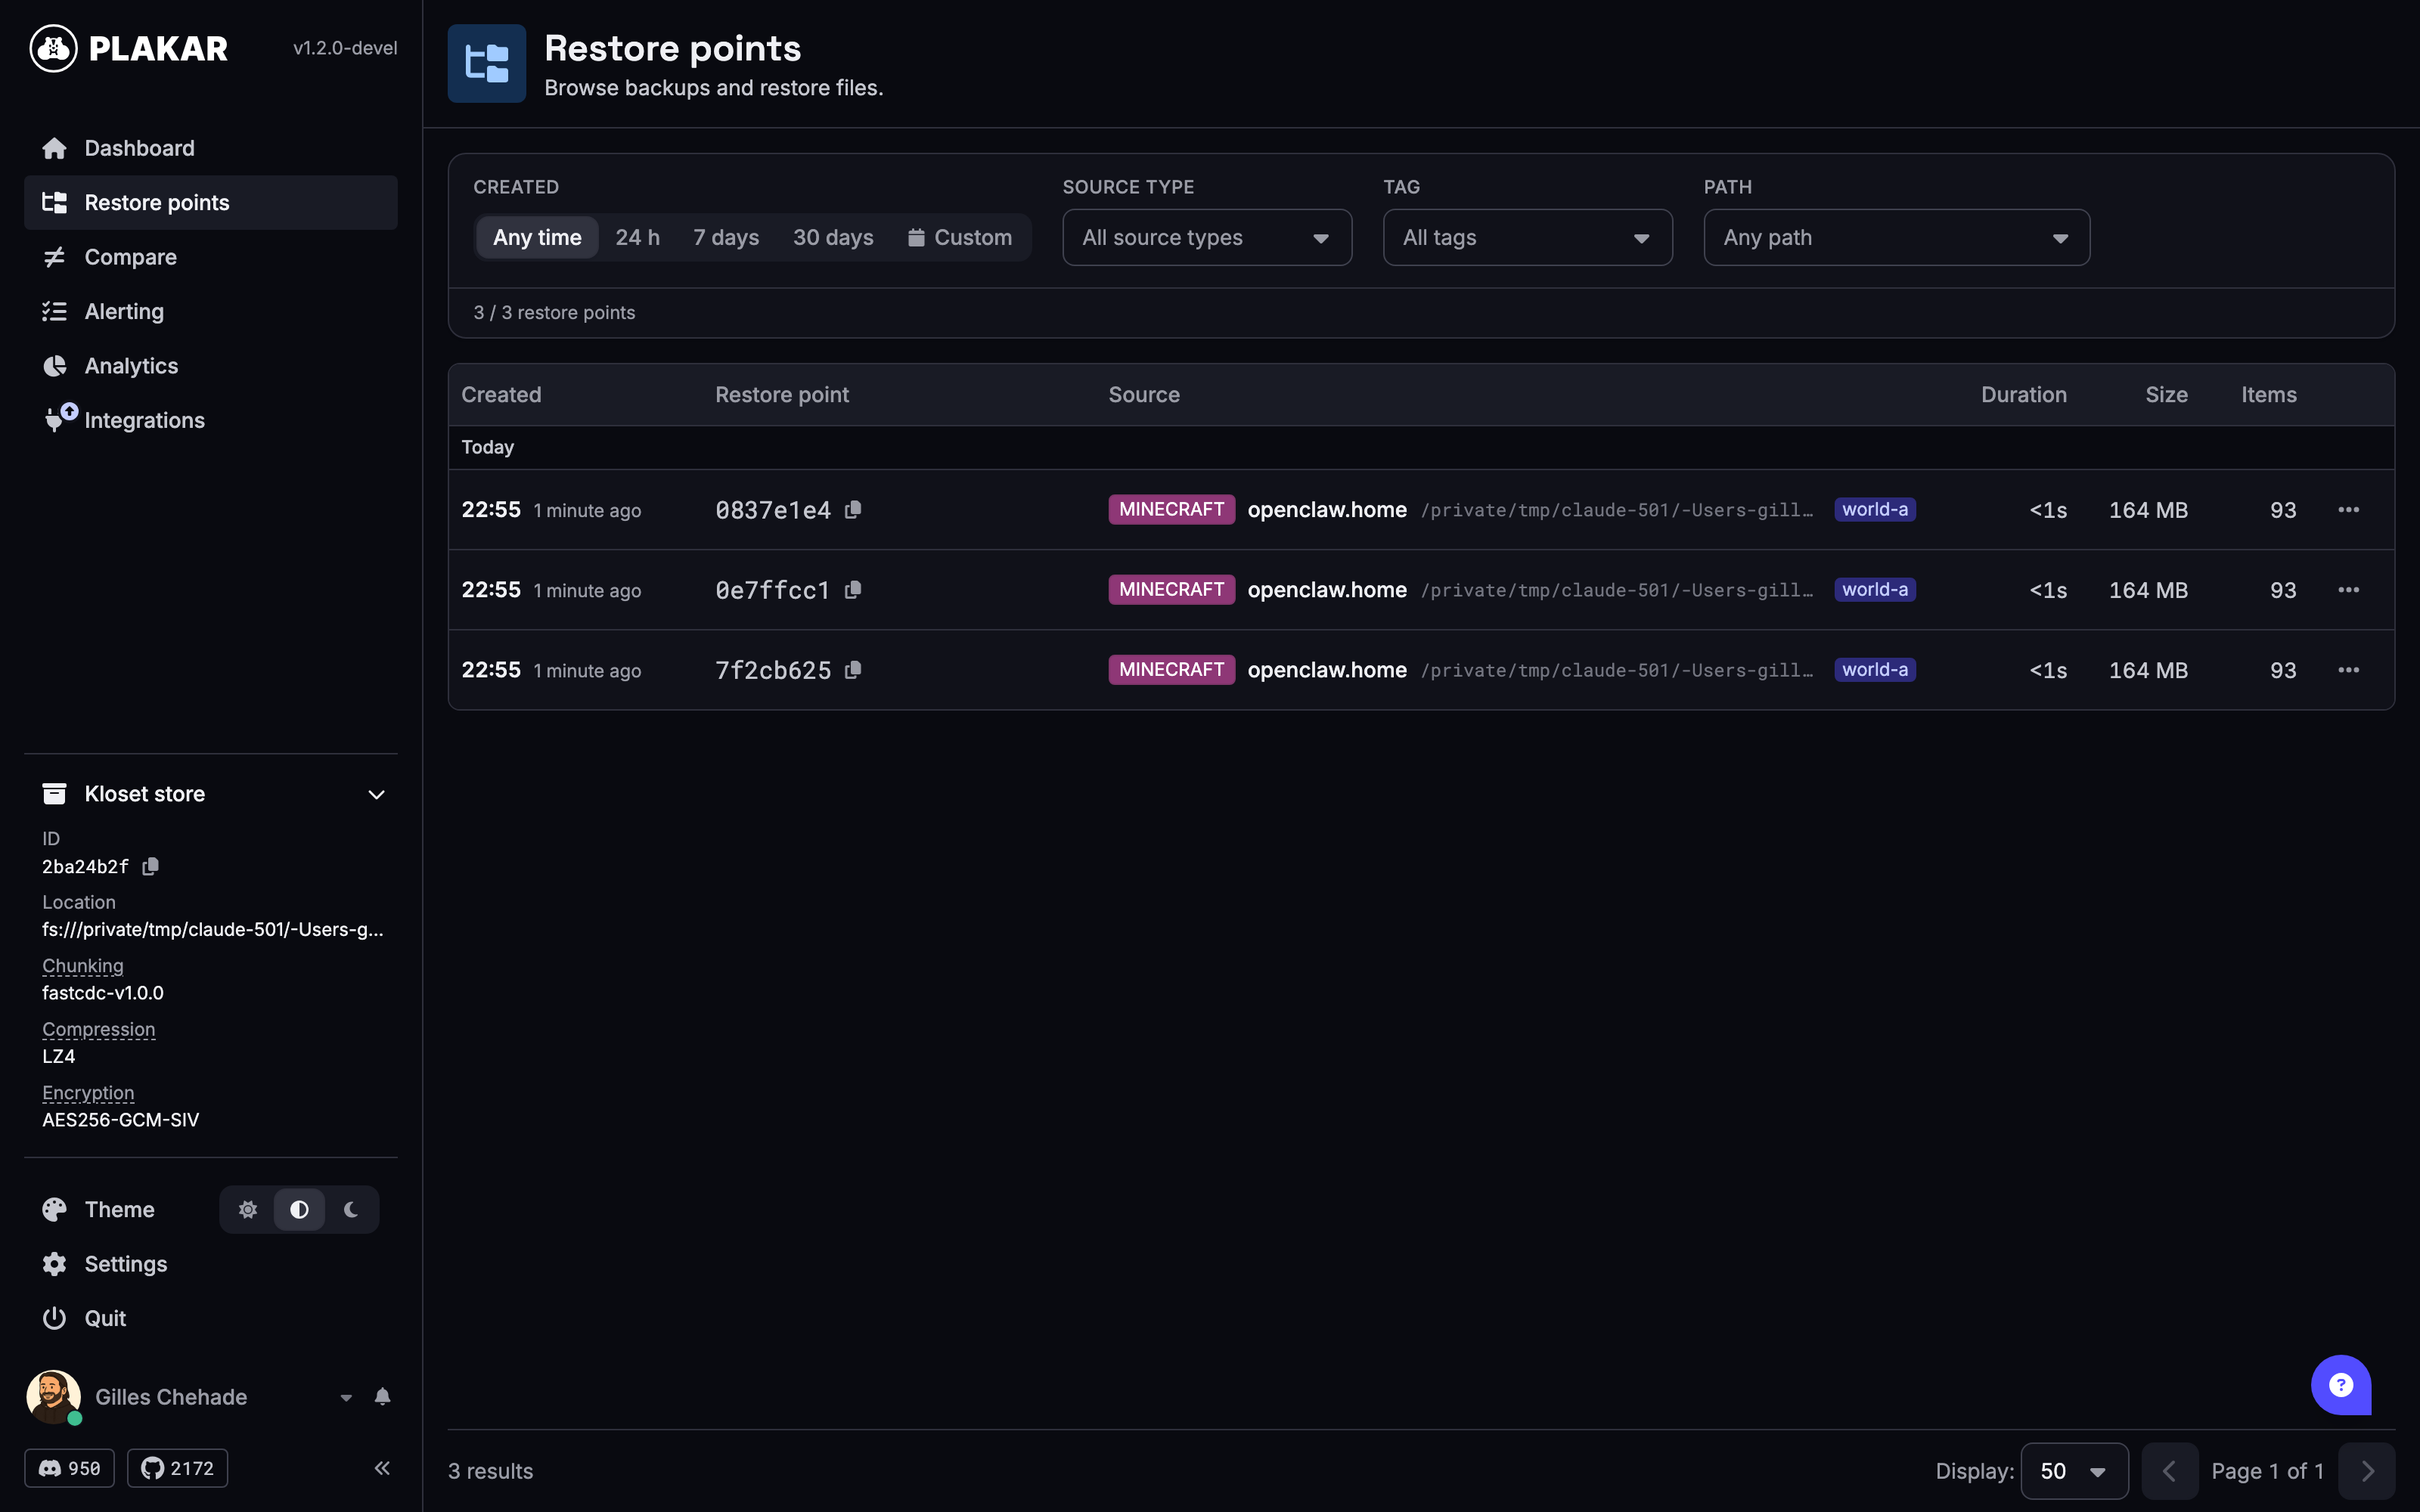 PLAKAR
v1.2.0-devel
Dashboard
Restore points
Compare
Alerting
Analytics
Integrations
Kloset store
ID
2ba24b2f
Location
fs:///private/tmp/claude-501/-Users-g...
Chunking
fastcdc-v1.0.0
Compression
LZ4
Encryption
AES256-GCM-SIV
Theme
Settings
Quit
Gilles Chehade
950
2172
Restore points
Browse backups and restore files.
CREATED
Any time 24 h 7 days 30 days Custom
SOURCE TYPE
All source types
TAG
All tags
PATH
Any path
3 / 3 restore points
Created Restore point Source Duration Size Items
Today
22:55 1 minute ago 0837e1e4 MINECRAFT openclaw.home /private/tmp/claude-501/-Users-gill… world-a <1s 164 MB 93
22:55 1 minute ago 0e7ffcc1 MINECRAFT openclaw.home /private/tmp/claude-501/-Users-gill… world-a <1s 164 MB 93
22:55 1 minute ago 7f2cb625 MINECRAFT openclaw.home /private/tmp/claude-501/-Users-gill… world-a <1s 164 MB 93
?
3 results
Display: 50 Page 1 of 1